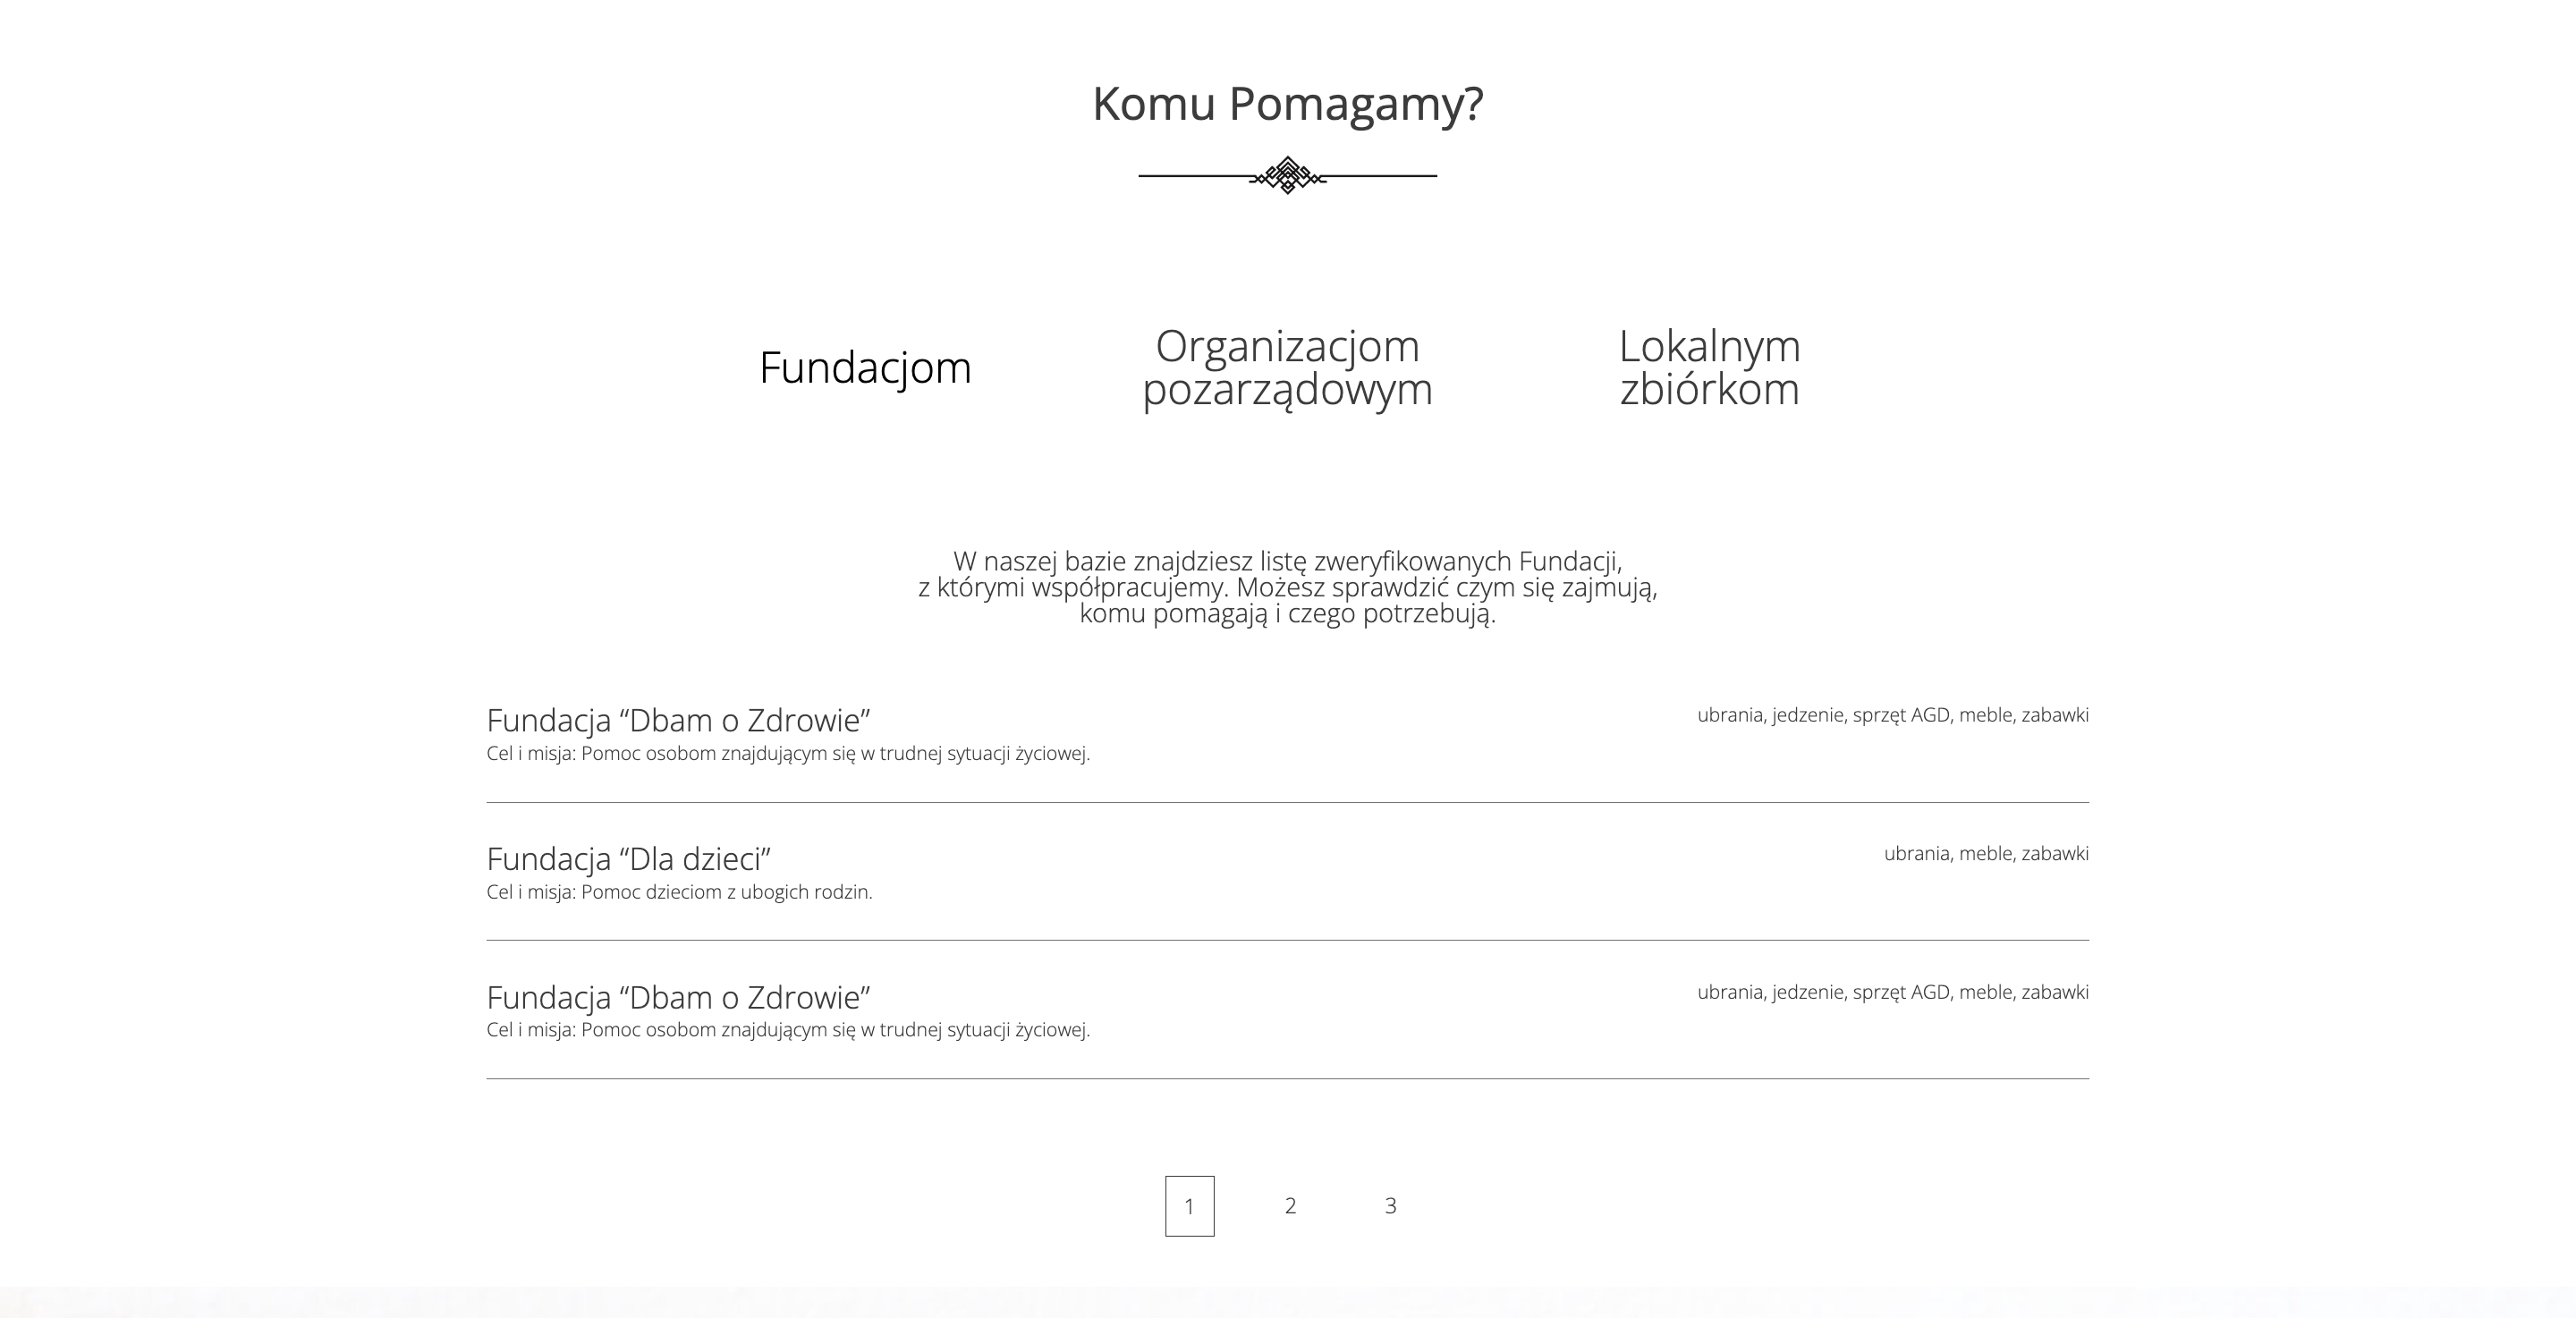 Komu Pomagamy?
Fundacjom
Organizacjom
pozarządowym
Lokalnym
zbiórkom
W naszej bazie znajdziesz listę zweryfikowanych Fundacji,
z którymi współpracujemy. Możesz sprawdzić czym się zajmują,
komu pomagają i czego potrzebują.
Fundacja “Dbam o Zdrowie”
ubrania, jedzenie, sprzęt AGD, meble, zabawki
Cel i misja: Pomoc osobom znajdującym się w trudnej sytuacji życiowej.
Fundacja “Dla dzieci”
ubrania, meble, zabawki
Cel i misja: Pomoc dzieciom z ubogich rodzin.
Fundacja “Dbam o Zdrowie”
ubrania, jedzenie, sprzęt AGD, meble, zabawki
Cel i misja: Pomoc osobom znajdującym się w trudnej sytuacji życiowej.
1 2 3